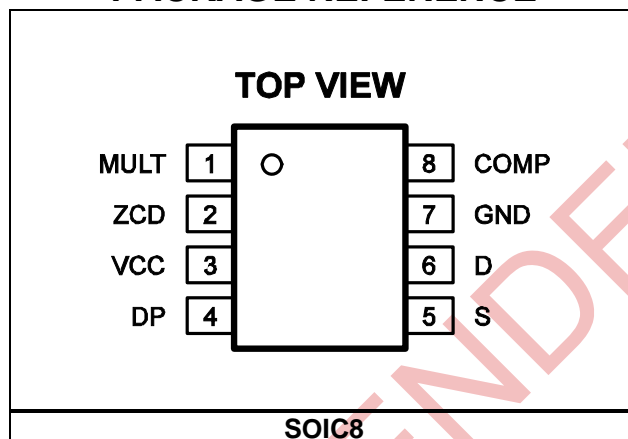 TOP VIEW
MULT 1 8 COMP
ZCD 2 7 GND
VCC 3 6 D
DP 4 5 S
SOIC8